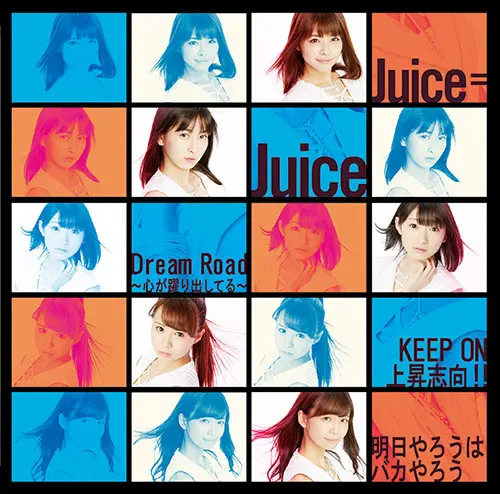 Juice=
Juice
Dream Road
～心が躍り出してる～
KEEP ON
上昇志向!!
明日やろうは
バカやろう